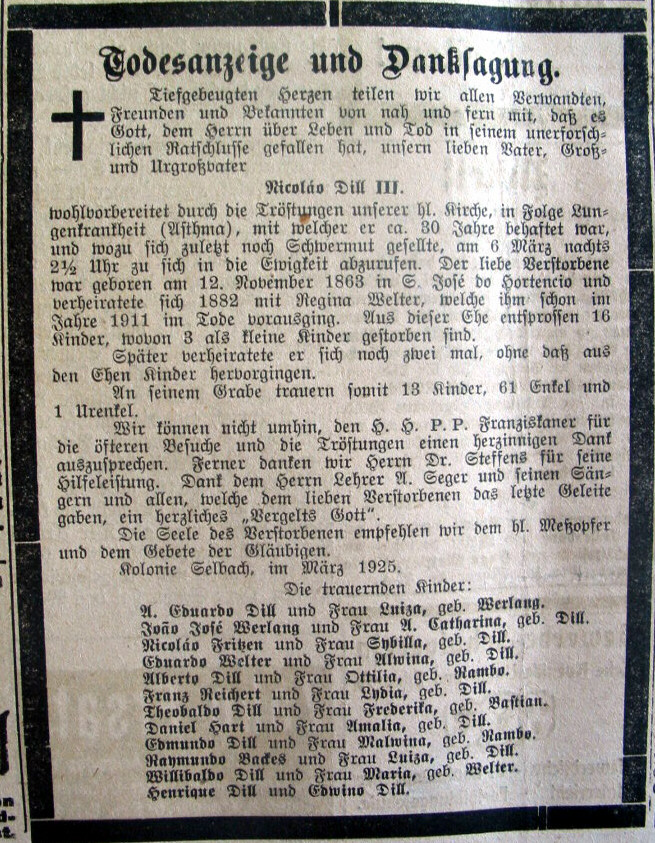 Todesanzeige und Danksagung.
Tiefgebeugten Herzen teilen wir allen Verwandten,
Freunden und Bekannten von nah und fern mit, daß es
Gott, dem Herrn über Leben und Tod in seinem unerforsch-
lichen Ratschlusse gefallen hat, unsern lieben Vater, Groß-
und Urgroßvater
Nicoláo Dill III.
wohlvorbereitet durch die Tröstungen unserer hl. Kirche, in Folge Lun-
genkrankheit (Asthma), mit welcher er ca. 30 Jahre behaftet war,
und wozu sich zuletzt noch Schwermut gesellte, am 6 März nachts
2½ Uhr zu sich in die Ewigkeit abzurufen. Der liebe Verstorbene
war geboren am 12. November 1863 in S. José do Hortencio und
verheiratete sich 1882 mit Regina Welter, welche ihm schon im
Jahre 1911 im Tode vorausging. Aus dieser Ehe entsprossen 16
Kinder, wovon 3 als kleine Kinder gestorben sind.
Später verheiratete er sich noch zwei mal, ohne daß aus
den Ehen Kinder hervorgingen.
An seinem Grabe trauern somit 13 Kinder, 61 Enkel und
1 Urenkel.
Wir können nicht umhin, den H. H. P. P. Franziskaner für
die öfteren Besuche und die Tröstungen einen herzinnigen Dank
auszusprechen. Ferner danken wir Herrn Dr. Steffens für seine
Hilfeleistung. Dank dem Herrn Lehrer A. Seger und seinen Sän-
gern und allen, welche dem lieben Verstorbenen das letzte Geleite
gaben, ein herzliches „Vergelts Gott".
Die Seele des Verstorbenen empfehlen wir dem hl. Meßopfer
und dem Gebete der Gläubigen.
Kolonie Selbach, im März 1925.
Die trauernden Kinder:
A. Eduardo Dill und Frau Luiza, geb. Werlang.
João José Werlang und Frau A. Catharina, geb. Dill.
Nicoláo Fritzen und Frau Sybilla, geb. Dill.
Eduardo Welter und Frau Alwina, geb. Dill.
Alberto Dill und Frau Ottilia, geb. Rambo.
Franz Reichert und Frau Lydia, geb. Dill.
Theobaldo Dill und Frau Frederika, geb. Bastian.
Daniel Hart und Frau Amalia, geb. Dill.
Edmundo Dill und Frau Malwina, geb. Rambo.
Raymundo Backes und Frau Luiza, geb. Dill.
Willibaldo Dill und Frau Maria, geb. Welter.
Henrique Dill und Edwino Dill.